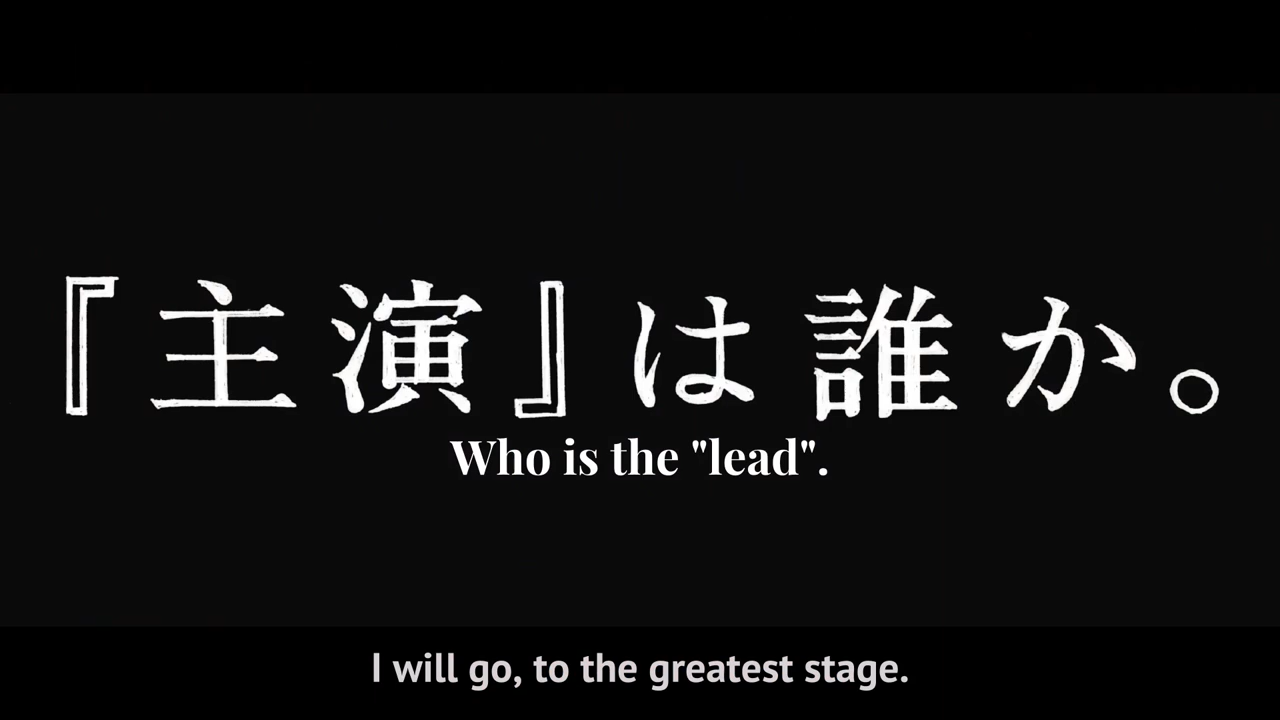 『主演』は誰か。
Who is the "lead".
I will go, to the greatest stage.